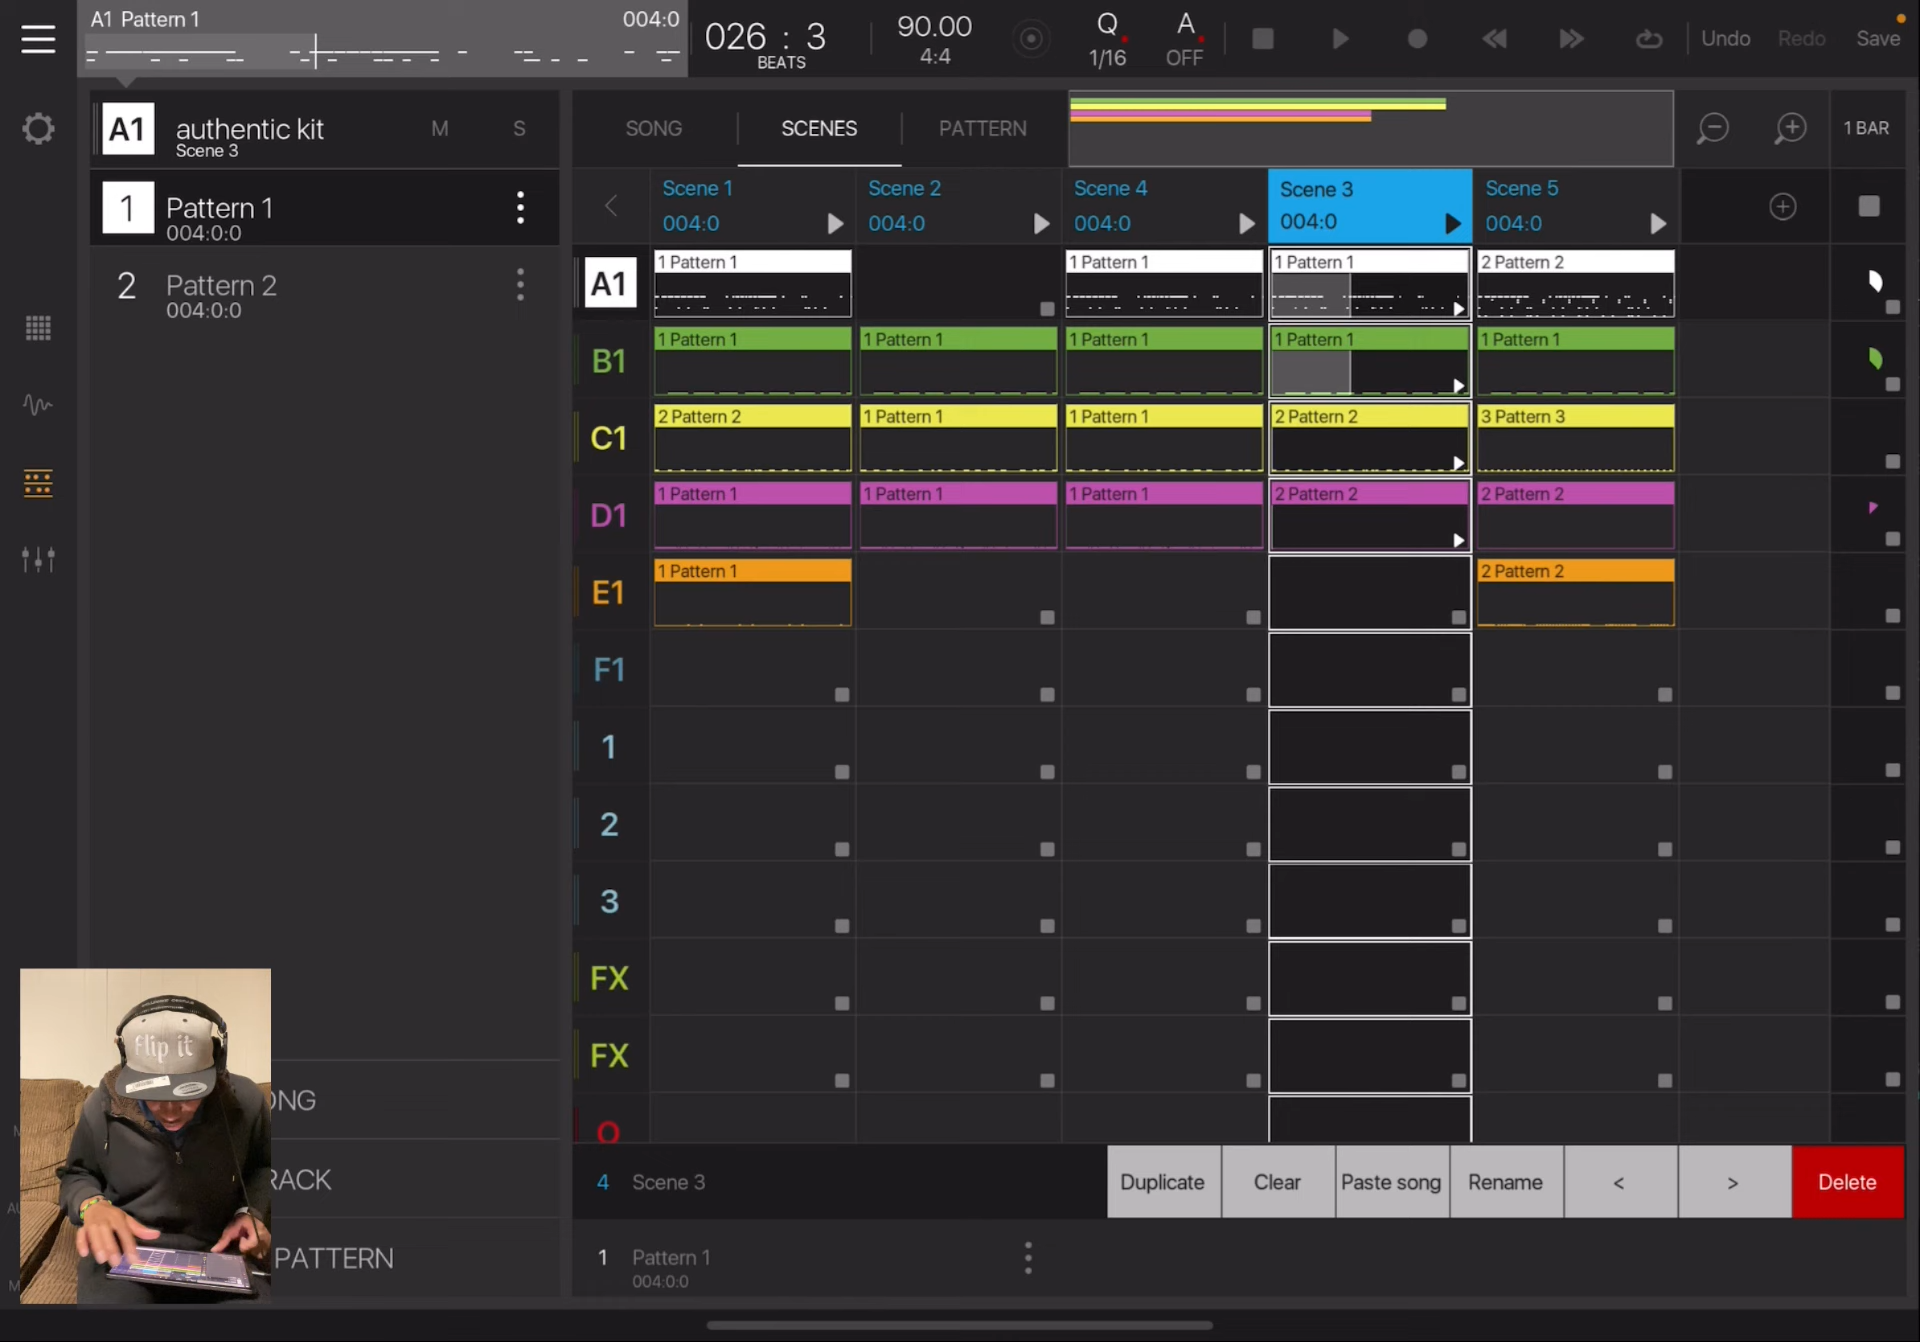 A1 Pattern 1
004:0
026 : 3
BEATS
90.00
4:4
Q
1/16
A
OFF
Undo
Redo
Save
A1
authentic kit
Scene 3
M
S
1
Pattern 1
004:0:0
2
Pattern 2
004:0:0
SONG
SCENES
PATTERN
1 BAR
Scene 1
004:0
Scene 2
004:0
Scene 4
004:0
Scene 3
004:0
Scene 5
004:0
A1
1 Pattern 1
1 Pattern 1
1 Pattern 1
2 Pattern 2
B1
1 Pattern 1
1 Pattern 1
1 Pattern 1
1 Pattern 1
1 Pattern 1
C1
2 Pattern 2
1 Pattern 1
1 Pattern 1
2 Pattern 2
3 Pattern 3
D1
1 Pattern 1
1 Pattern 1
1 Pattern 1
2 Pattern 2
2 Pattern 2
E1
1 Pattern 1
2 Pattern 2
F1
1
2
3
FX
FX
O
flip it
ONG
RACK
PATTERN
4 Scene 3
Duplicate
Clear
Paste song
Rename
<
>
Delete
1
Pattern 1
004:0:0